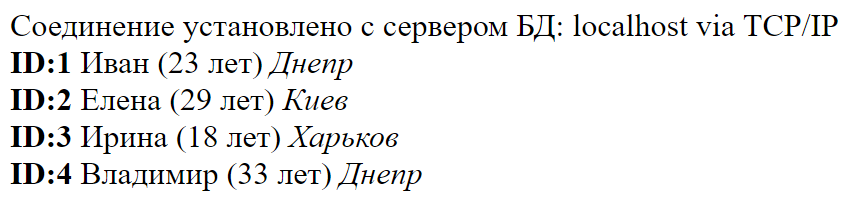 Соединение установлено с сервером БД: localhost via TCP/IP
ID:1 Иван (23 лет) Днепр
ID:2 Елена (29 лет) Киев
ID:3 Ирина (18 лет) Харьков
ID:4 Владимир (33 лет) Днепр